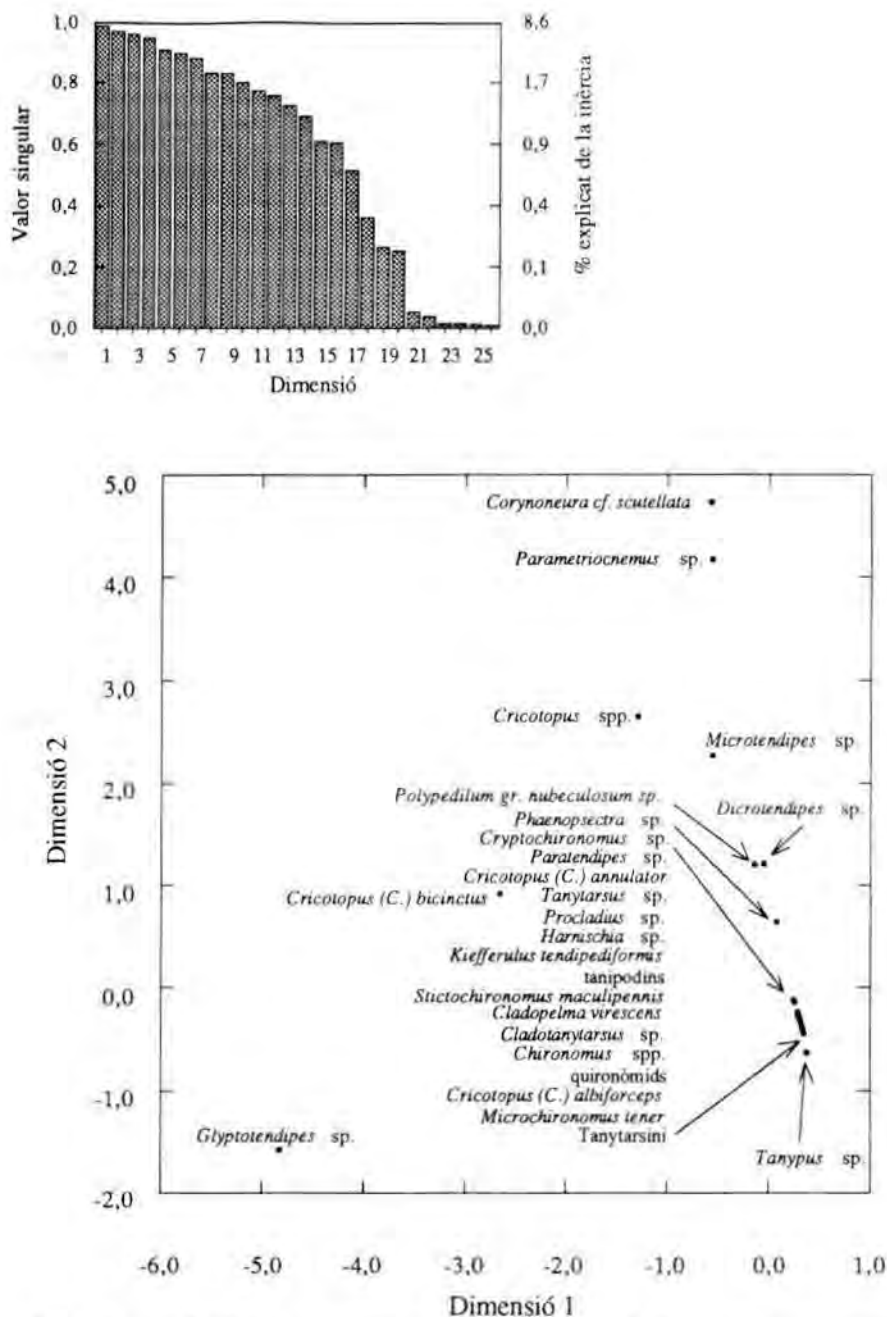 1,0
0,8
0,6
0,4
0,2
0,0
Valor singular
8,6
1,7
0,9
0,4
0,1
0,0
% explicat de la inèrcia
1 3 5 7 9 11 13 15 17 19 21 23 25
Dimensió
5,0
4,0
3,0
2,0
1,0
0,0
-1,0
-2,0
Dimensió 2
Corynoneura cf. scutellata
Parametriocnemus sp.
Cricotopus spp.
Microtendipes sp.
Polypedilum gr. nubeculosum sp.
Dicrotendipes sp.
Phaenopsectra sp.
Cryptochironomus sp.
Paratendipes sp.
Cricotopus (C.) annulator
Cricotopus (C.) bicinctus
Tanytarsus sp.
Procladius sp.
Harnischia sp.
Kiefferulus tendipediformis
tanipodins
Stictochironomus maculipennis
Cladopelma virescens
Cladotanytarsus sp.
Chironomus spp.
quironòmids
Cricotopus (C.) albiforceps
Microchironomus tener
Glyptotendipes sp.
Tanytarsini
Tanypus sp.
-6,0 -5,0 -4,0 -3,0 -2,0 -1,0 0,0 1,0
Dimensió 1